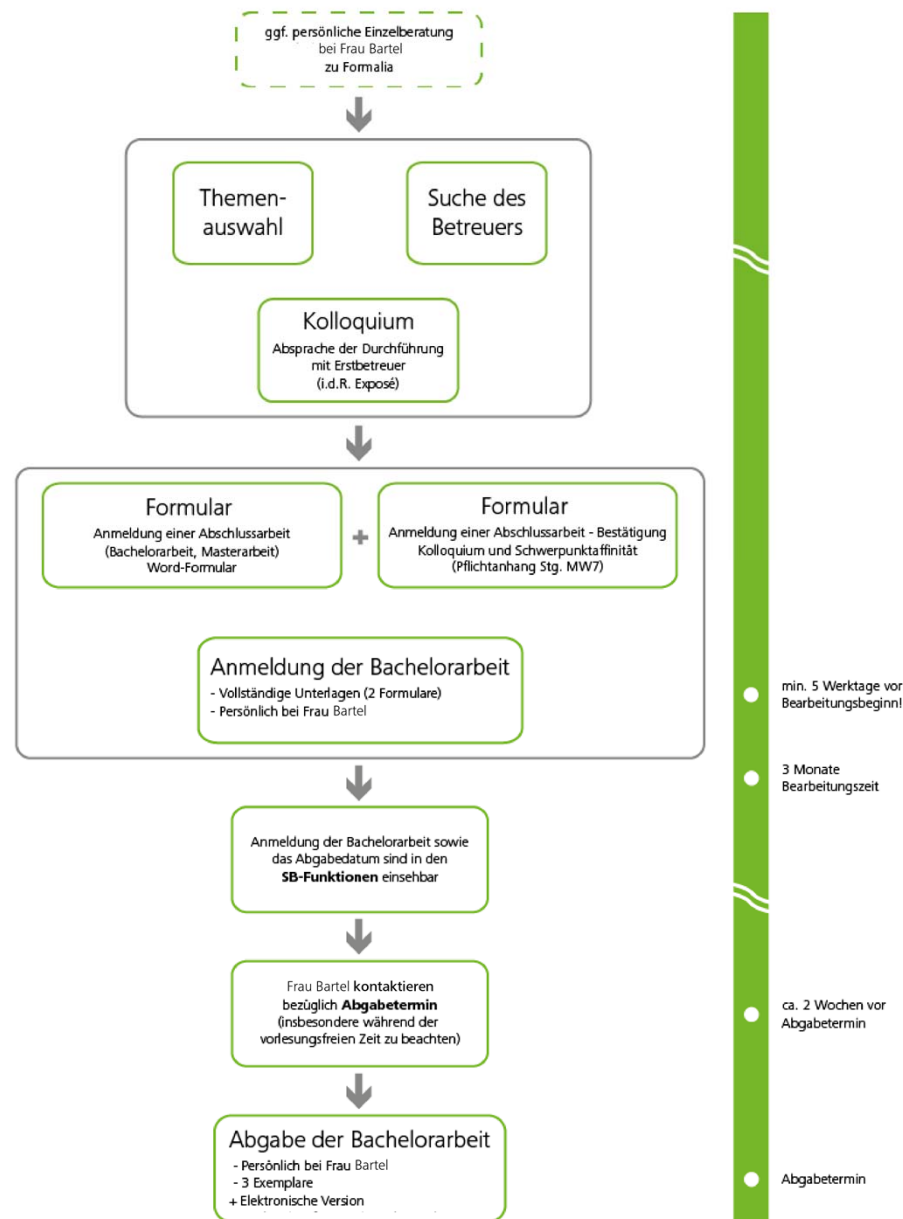 ggf. persönliche Einzelberatung
bei Frau Bartel
zu Formalia
Themen-
auswahl
Suche des
Betreuers
Kolloquium
Absprache der Durchführung
mit Erstbetreuer
(i.d.R. Exposé)
Formular
Anmeldung einer Abschlussarbeit
(Bachelorarbeit, Masterarbeit)
Word-Formular
+
Formular
Anmeldung einer Abschlussarbeit - Bestätigung
Kolloquium und Schwerpunktaffinität
(Pflichtanhang Stg. MW7)
Anmeldung der Bachelorarbeit
- Vollständige Unterlagen (2 Formulare)
- Persönlich bei Frau Bartel
min. 5 Werktage vor
Bearbeitungsbeginn!
3 Monate
Bearbeitungszeit
Anmeldung der Bachelorarbeit sowie
das Abgabedatum sind in den
SB-Funktionen einsehbar
Frau Bartel kontaktieren
bezüglich Abgabetermin
(insbesondere während der
vorlesungsfreien Zeit zu beachten)
ca. 2 Wochen vor
Abgabetermin
Abgabe der Bachelorarbeit
- Persönlich bei Frau Bartel
- 3 Exemplare
+ Elektronische Version
Abgabetermin